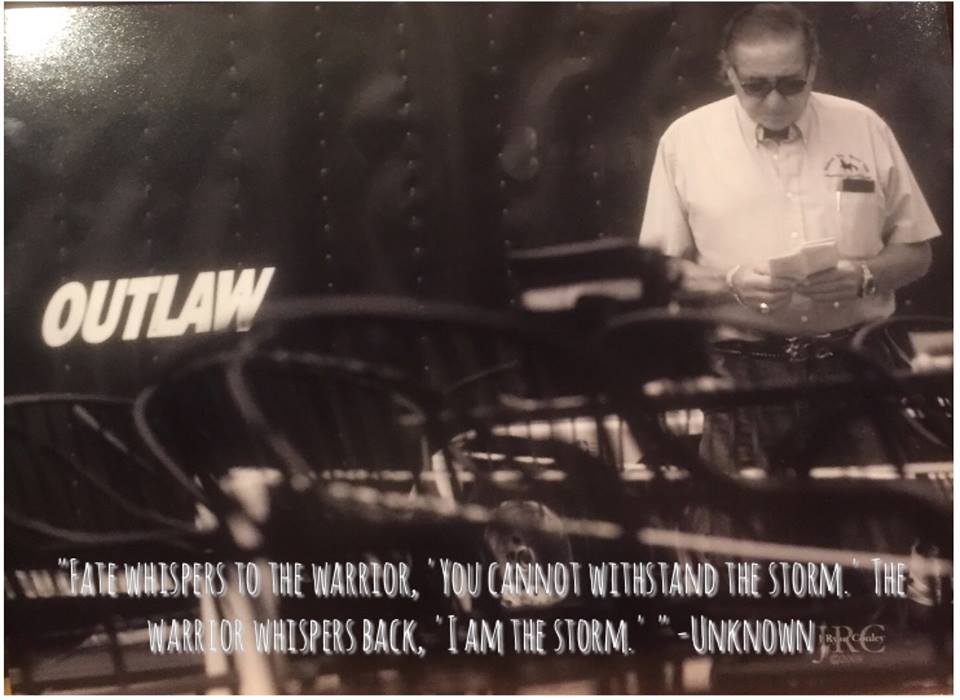 OUTLAW
"FATE WHISPERS TO THE WARRIOR, 'YOU CANNOT WITHSTAND THE STORM.' THE
WARRIOR WHISPERS BACK, 'I AM THE STORM.' " -UNKNOWN
JRC